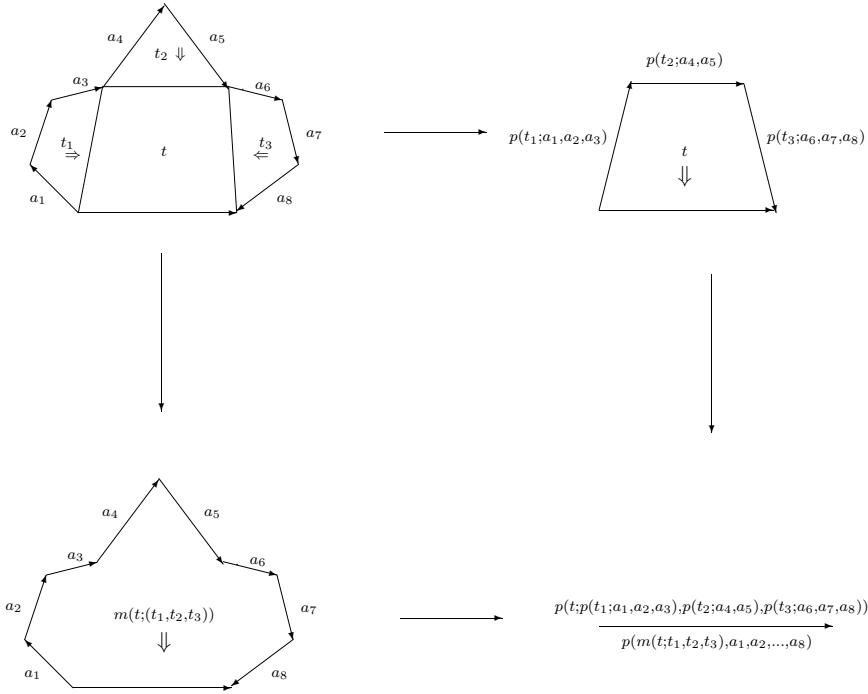 a₄
a₅
t₂ ⇓
a₃
a₆
a₂
t₁
⇒
t
t₃
⇐
a₇
a₁
a₈
p(t₂;a₄,a₅)
p(t₁;a₁,a₂,a₃)
p(t₃;a₆,a₇,a₈)
t
⇓
a₄
a₅
a₃
a₆
a₂
m(t;(t₁,t₂,t₃))
⇓
a₇
a₁
a₈
p(t;p(t₁;a₁,a₂,a₃),p(t₂;a₄,a₅),p(t₃;a₆,a₇,a₈))
p(m(t;t₁,t₂,t₃),a₁,a₂,...,a₈)